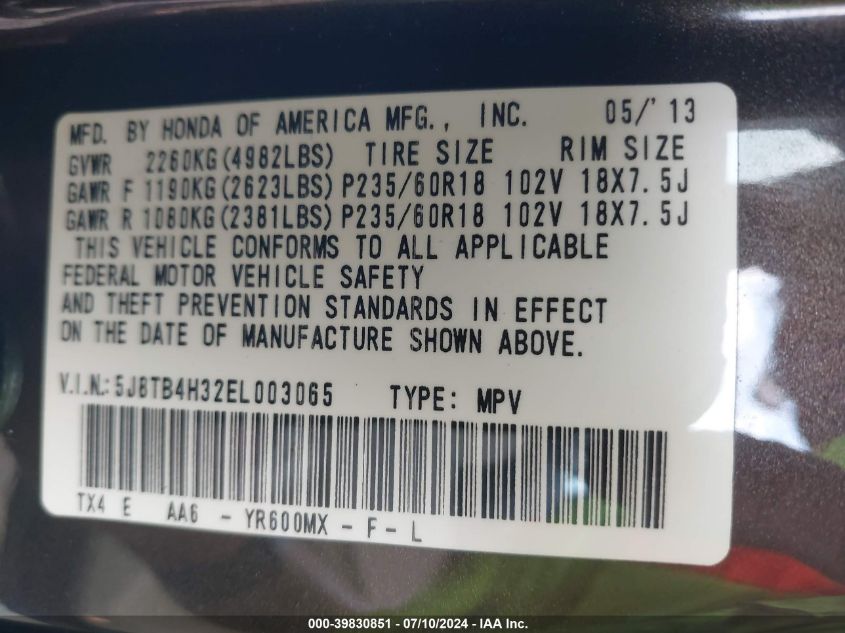 MFD. BY HONDA OF AMERICA MFG., INC. 05/'13
GVWR 2260KG(4982LBS) TIRE SIZE RIM SIZE
GAWR F 1190KG(2623LBS) P235/60R18 102V 18X7.5J
GAWR R 1080KG(2381LBS) P235/60R18 102V 18X7.5J
THIS VEHICLE CONFORMS TO ALL APPLICABLE
FEDERAL MOTOR VEHICLE SAFETY
AND THEFT PREVENTION STANDARDS IN EFFECT
ON THE DATE OF MANUFACTURE SHOWN ABOVE.
V.I.N.: 5J8TB4H32EL003065 TYPE: MPV
TX4 E AA6 - YR600MX - F - L
000-39830851 / 07/10/2024 - IAA Inc.